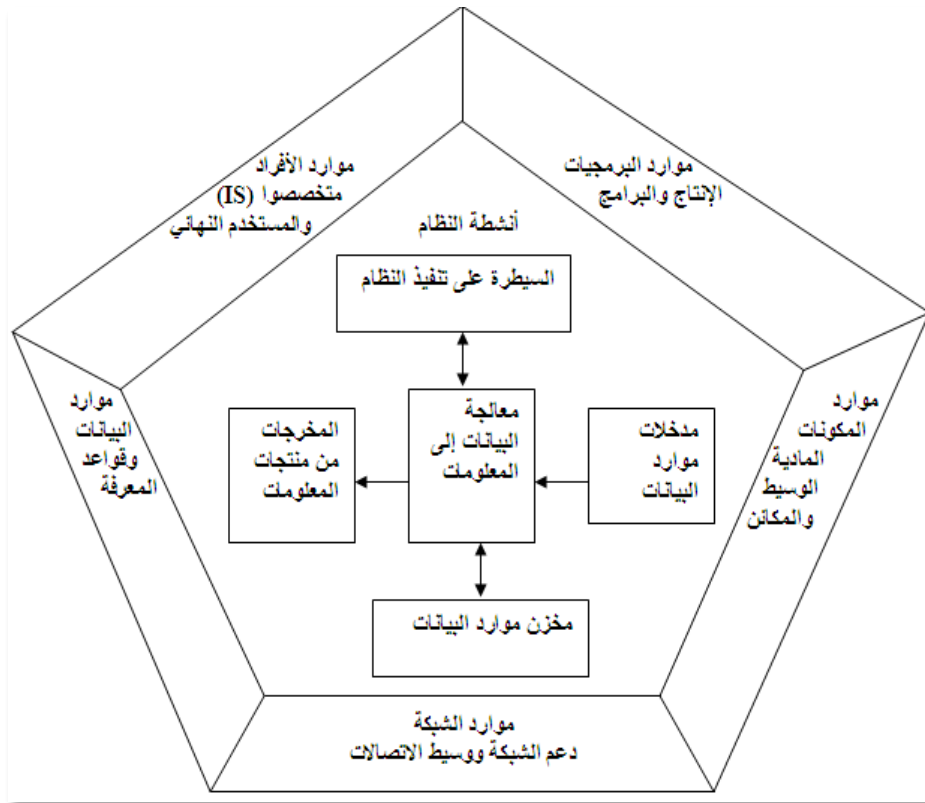 موارد البرمجيات
الإنتاج والبرامج
موارد الأفراد
متخصصوا (IS)
والمستخدم النهائي
أنشطة النظام
السيطرة على تنفيذ النظام
موارد
المكونات
المادية
الوسيط
والمكائن
مدخلات
موارد
البيانات
معالجة
البيانات إلى
المعلومات
المخرجات
من منتجات
المعلومات
موارد
البيانات
وقواعد
المعرفة
مخزن موارد البيانات
موارد الشبكة
دعم الشبكة ووسيط الاتصالات